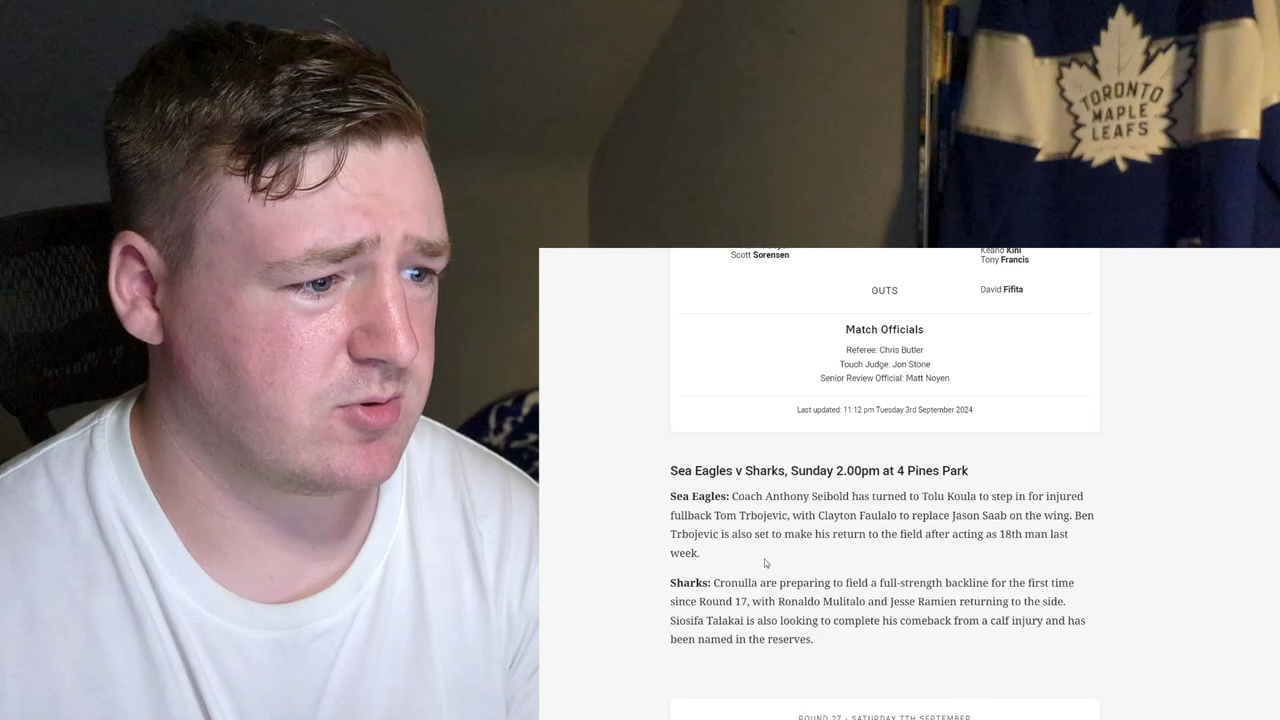 TORONTO
MAPLE
LEAFS
Scott Sorensen
Keano Kini
Tony Francis
OUTS
David Fifita
Match Officials
Referee: Chris Butler
Touch Judge: Jon Stone
Senior Review Official: Matt Noyen
Last updated: 11:12 pm Tuesday 3rd September 2024
Sea Eagles v Sharks, Sunday 2.00pm at 4 Pines Park
Sea Eagles: Coach Anthony Seibold has turned to Tolu Koula to step in for injured
fullback Tom Trbojevic, with Clayton Faulalo to replace Jason Saab on the wing. Ben
Trbojevic is also set to make his return to the field after acting as 18th man last
week.
Sharks: Cronulla are preparing to field a full-strength backline for the first time
since Round 17, with Ronaldo Mulitalo and Jesse Ramien returning to the side.
Siosifa Talakai is also looking to complete his comeback from a calf injury and has
been named in the reserves.
ROUND 27 - SATURDAY 7TH SEPTEMBER